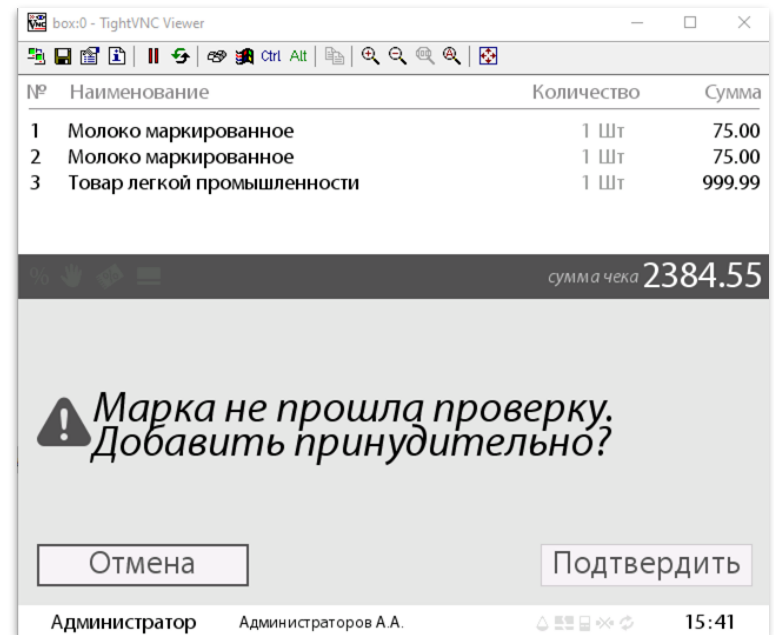 box:0 - TightVNC Viewer
Ctrl Alt
№ Наименование Количество Сумма
1 Молоко маркированное 1 Шт 75.00
2 Молоко маркированное 1 Шт 75.00
3 Товар легкой промышленности 1 Шт 999.99
% сумма чека 2384.55
Марка не прошла проверку.
Добавить принудительно?
Отмена Подтвердить
Администратор Администраторов А.А. 15:41